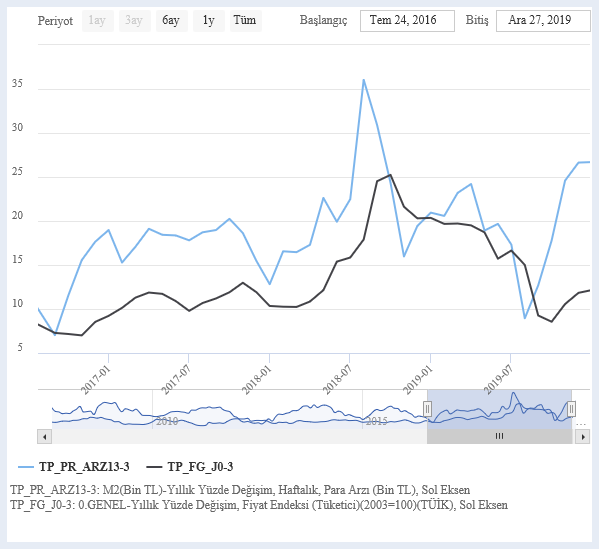 Periyot 1ay 3ay 6ay 1y Tüm Başlangıç Tem 24, 2016 Bitiş Ara 27, 2019
35
30
25
20
15
10
5
2017-01 2017-07 2018-01 2018-07 2019-01 2019-07
2010 2015 ...
TP_PR_ARZ13-3 TP_FG_J0-3
TP_PR_ARZ13-3: M2(Bin TL)-Yıllık Yüzde Değişim, Haftalık, Para Arzı (Bin TL), Sol Eksen
TP_FG_J0-3: 0.GENEL-Yıllık Yüzde Değişim, Fiyat Endeksi (Tüketici)(2003=100)(TÜİK), Sol Eksen